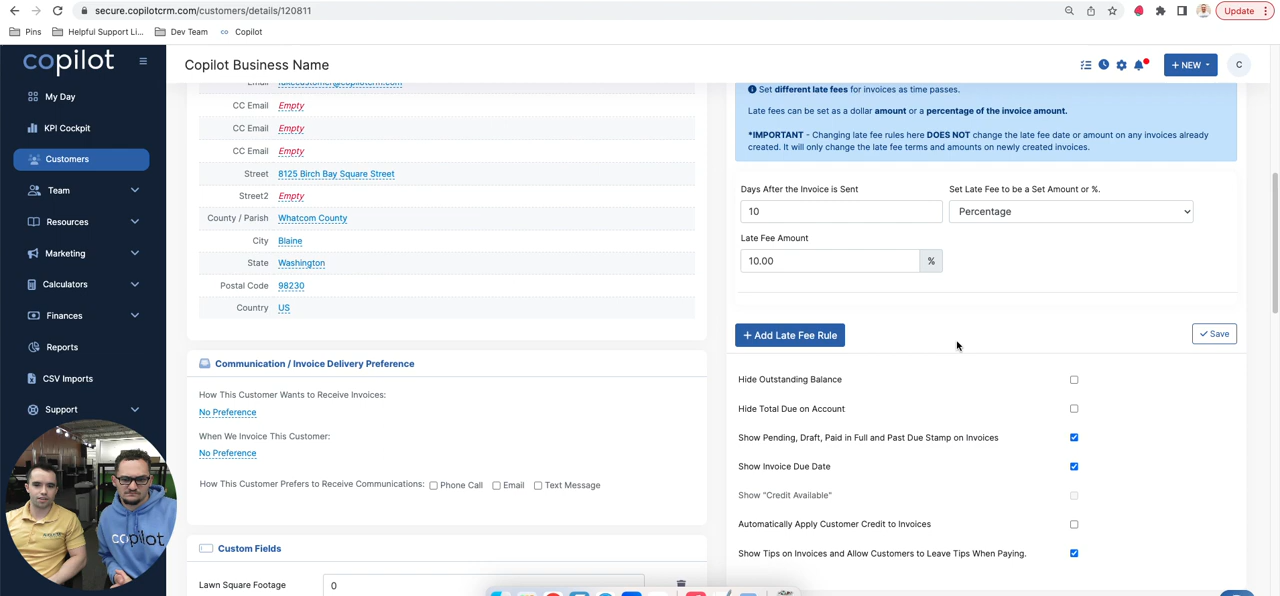 secure.copilotcrm.com/customers/details/120811
Update
Pins
Helpful Support Li...
Dev Team
Copilot
copilot
Copilot Business Name
+ NEW
C
My Day
KPI Cockpit
Customers
Team
Resources
Marketing
Calculators
Finances
Reports
CSV Imports
Support
Email fakecustomer@copilotcrm.com
CC Email Empty
CC Email Empty
CC Email Empty
Street 8125 Birch Bay Square Street
Street2 Empty
County / Parish Whatcom County
City Blaine
State Washington
Postal Code 98230
Country US
Communication / Invoice Delivery Preference
How This Customer Wants to Receive Invoices:
No Preference
When We Invoice This Customer:
No Preference
How This Customer Prefers to Receive Communications: Phone Call Email Text Message
Custom Fields
Lawn Square Footage 0
Set different late fees for invoices as time passes.
Late fees can be set as a dollar amount or a percentage of the invoice amount.
*IMPORTANT - Changing late fee rules here DOES NOT change the late fee date or amount on any invoices already
created. It will only change the late fee terms and amounts on newly created invoices.
Days After the Invoice is Sent
10
Set Late Fee to be a Set Amount or %.
Percentage
Late Fee Amount
10.00 %
+ Add Late Fee Rule
Save
Hide Outstanding Balance
Hide Total Due on Account
Show Pending, Draft, Paid in Full and Past Due Stamp on Invoices
Show Invoice Due Date
Show "Credit Available"
Automatically Apply Customer Credit to Invoices
Show Tips on Invoices and Allow Customers to Leave Tips When Paying.
copilot